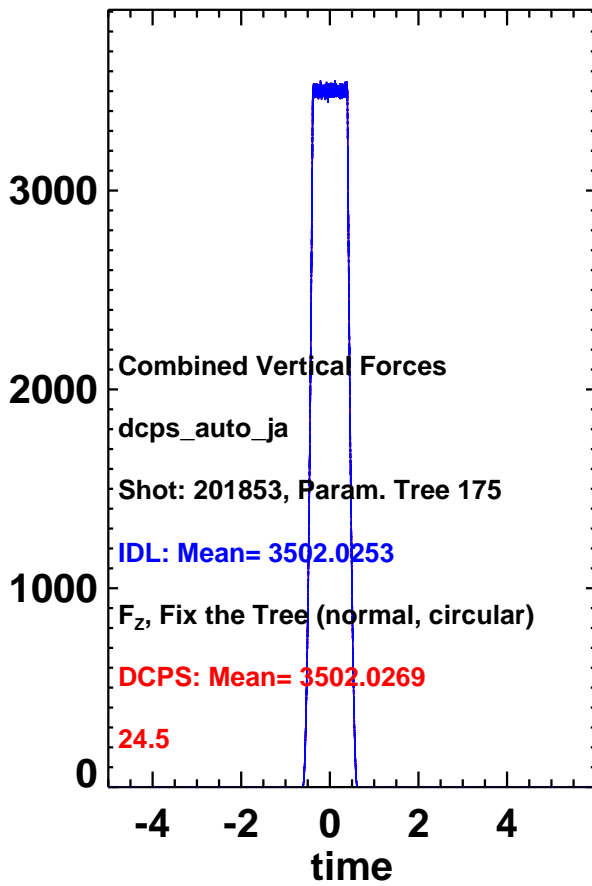 3000
2000
1000
0
Combined Vertical Forces
dcps_auto_ja
Shot: 201853, Param. Tree 175
IDL: Mean= 3502.0253
Fz, Fix the Tree (normal, circular)
DCPS: Mean= 3502.0269
24.5
-4 -2 0 2 4
time